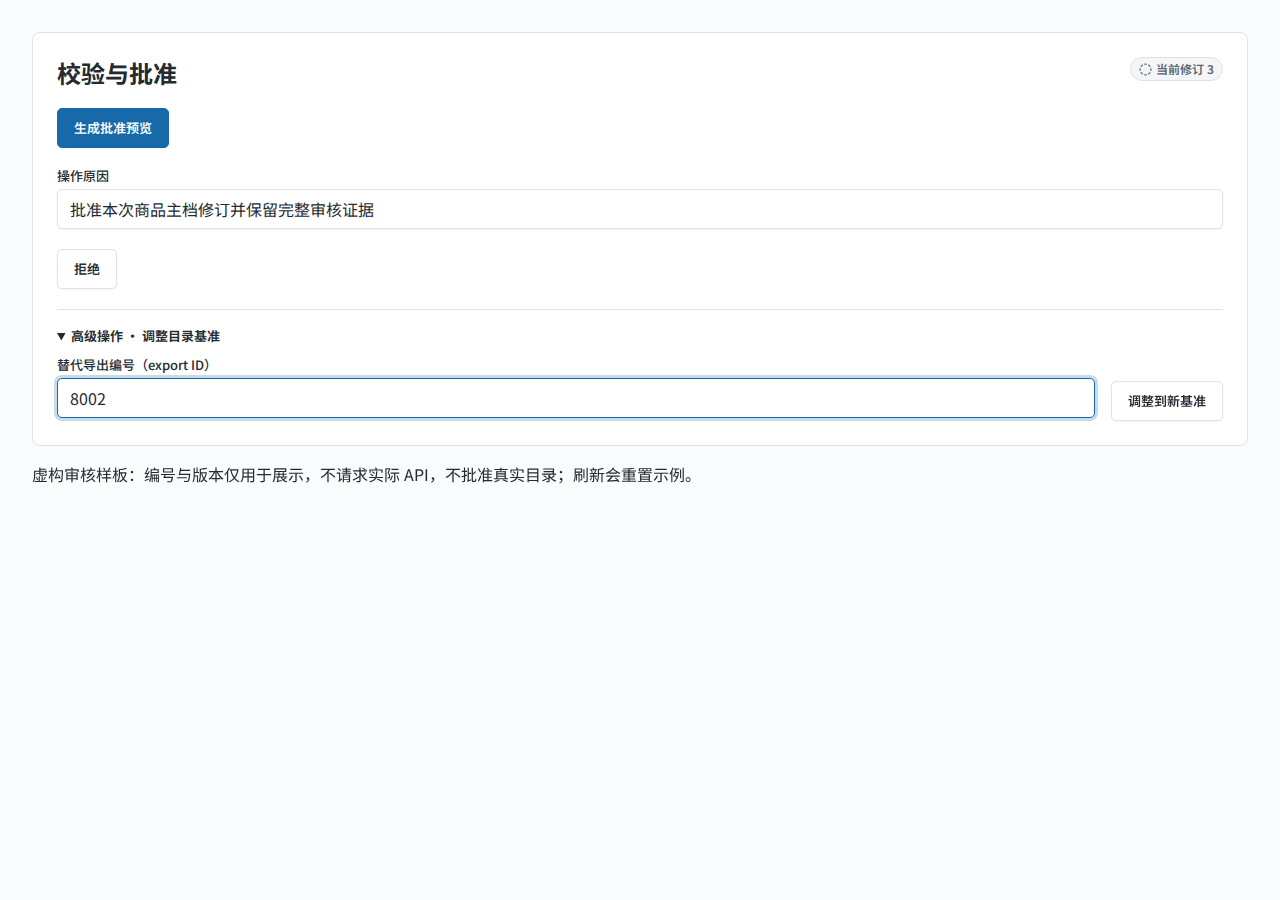 校验与批准
当前修订 3
生成批准预览
操作原因
批准本次商品主档修订并保留完整审核证据
拒绝
▼ 高级操作 · 调整目录基准
替代导出编号（export ID）
8002
调整到新基准
虚构审核样板：编号与版本仅用于展示，不请求实际 API，不批准真实目录；刷新会重置示例。